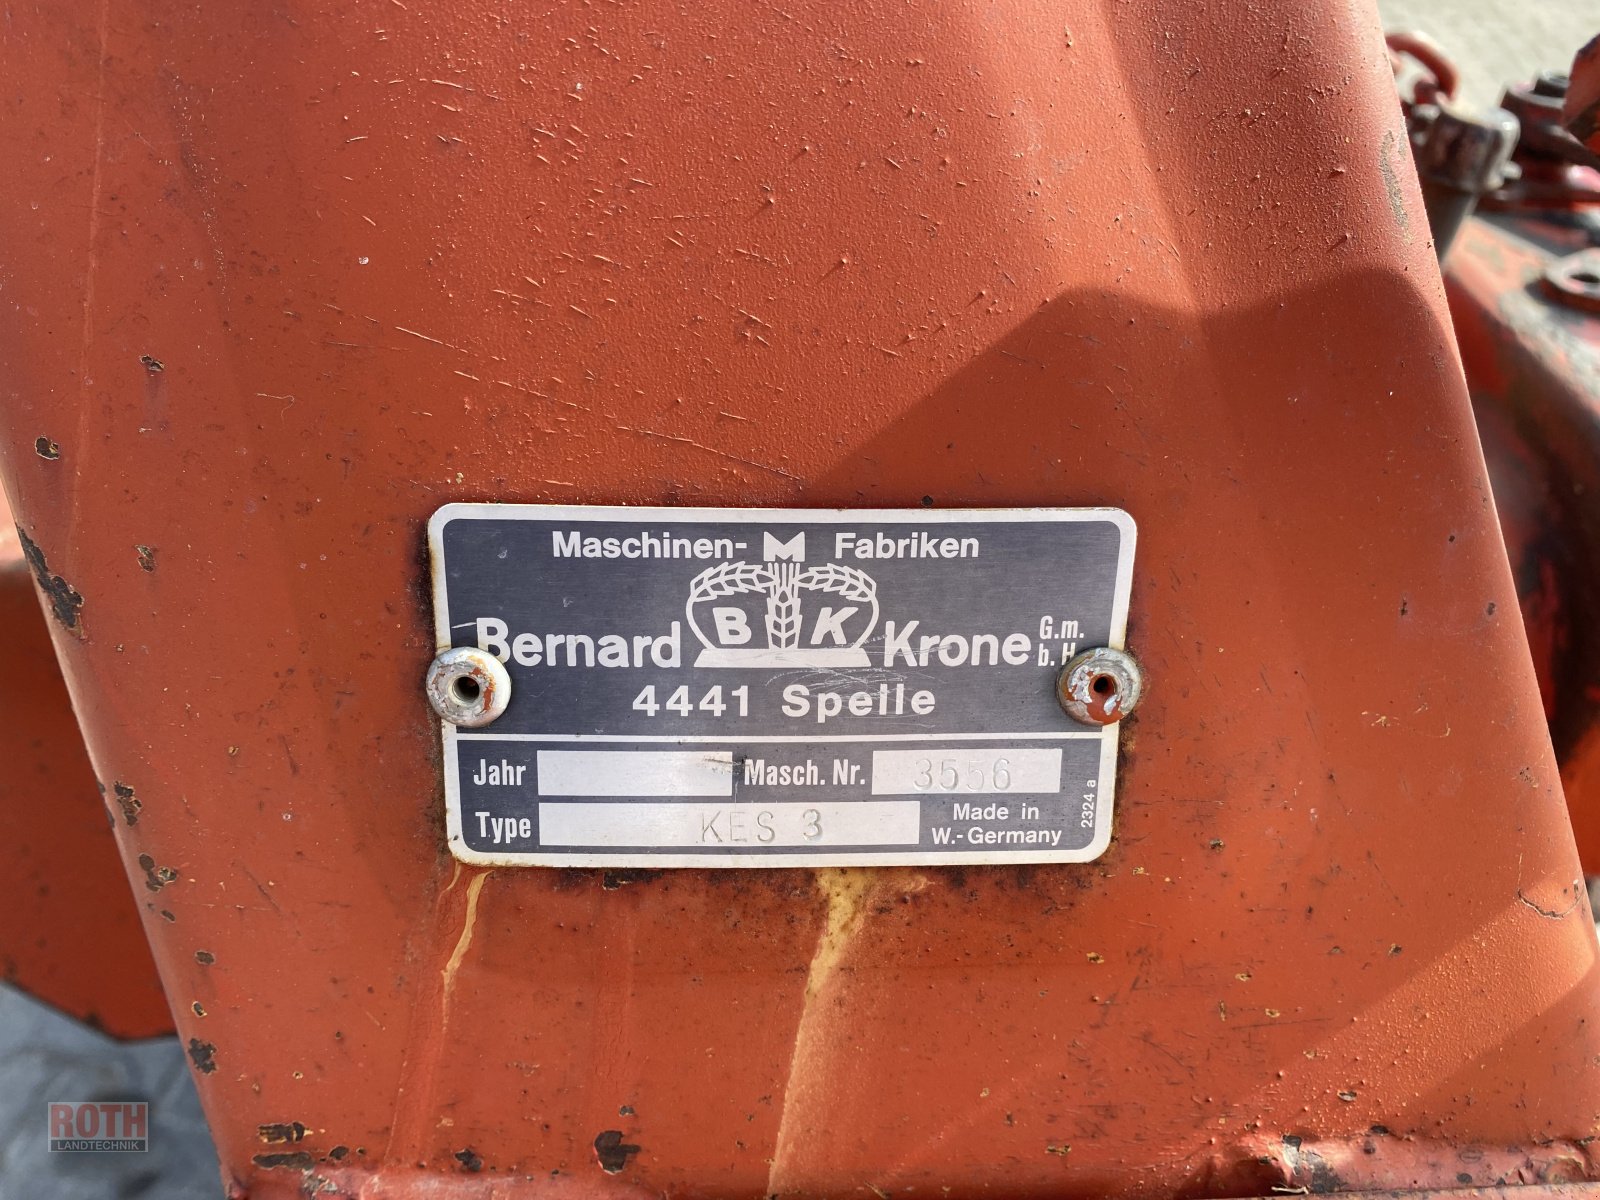 Maschinen- M Fabriken
Bernard B K Krone G.m.b.H.
4441 Spelle
Jahr Masch. Nr. 3556
Type KES 3 Made in W.-Germany
2324 a
ROTH
LANDTECHNIK